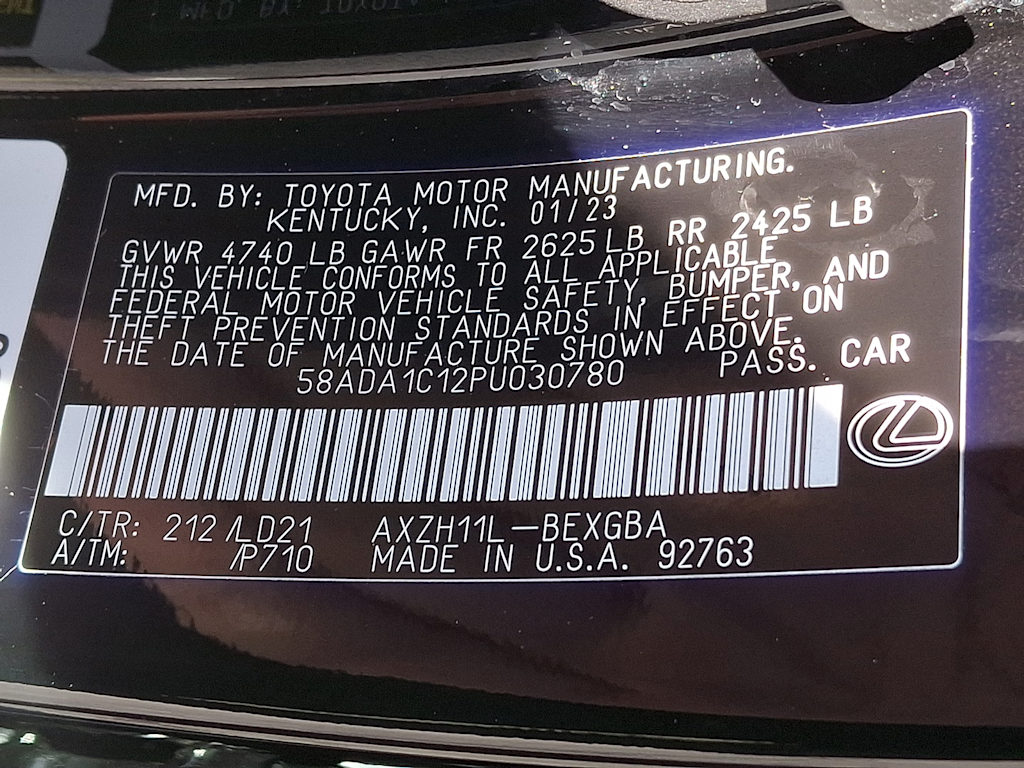 MFD. BY: TOYOTA MOTOR MANUFACTURING.
KENTUCKY, INC. 01/23
GVWR 4740 LB GAWR FR 2625 LB RR 2425 LB
THIS VEHICLE CONFORMS TO ALL APPLICABLE
FEDERAL MOTOR VEHICLE SAFETY, BUMPER, AND
THEFT PREVENTION STANDARDS IN EFFECT ON
THE DATE OF MANUFACTURE SHOWN ABOVE.
58ADA1C12PU030780 PASS. CAR
C/TR: 212 /LD21 AXZH11L-BEXGBA
A/TM: /P710 MADE IN U.S.A. 92763